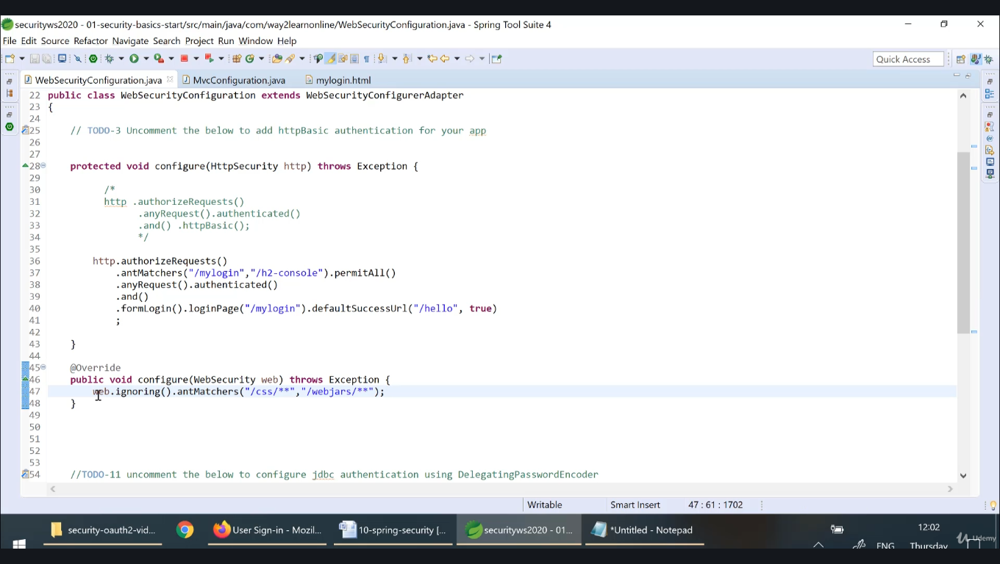 securityws2020 - 01-security-basics-start/src/main/java/com/way2learnonline/WebSecurityConfiguration.java - Spring Tool Suite 4
File Edit Source Refactor Navigate Search Project Run Window Help
Quick Access
WebSecurityConfiguration.java MvcConfiguration.java mylogin.html
22 public class WebSecurityConfiguration extends WebSecurityConfigurerAdapter
23 {
24
25 // TODO-3 Uncomment the below to add httpBasic authentication for your app
26
27
28 protected void configure(HttpSecurity http) throws Exception {
29
30 /*
31 http .authorizeRequests()
32 .anyRequest().authenticated()
33 .and() .httpBasic();
34 */
35
36 http.authorizeRequests()
37 .antMatchers("/mylogin","/h2-console").permitAll()
38 .anyRequest().authenticated()
39 .and()
40 .formLogin().loginPage("/mylogin").defaultSuccessUrl("/hello", true)
41 ;
42
43 }
44
45 @Override
46 public void configure(WebSecurity web) throws Exception {
47 web.ignoring().antMatchers("/css/**","/webjars/**");
48 }
49
50
51
52
53
54 //TODO-11 uncomment the below to configure jdbc authentication using DelegatingPasswordEncoder
Writable Smart Insert 47 : 61 : 1702
security-oauth2-vid... User Sign-in - Mozil... 10-spring-security [... securityws2020 - 01... *Untitled - Notepad 12:02
ENG Thursday
Udemy